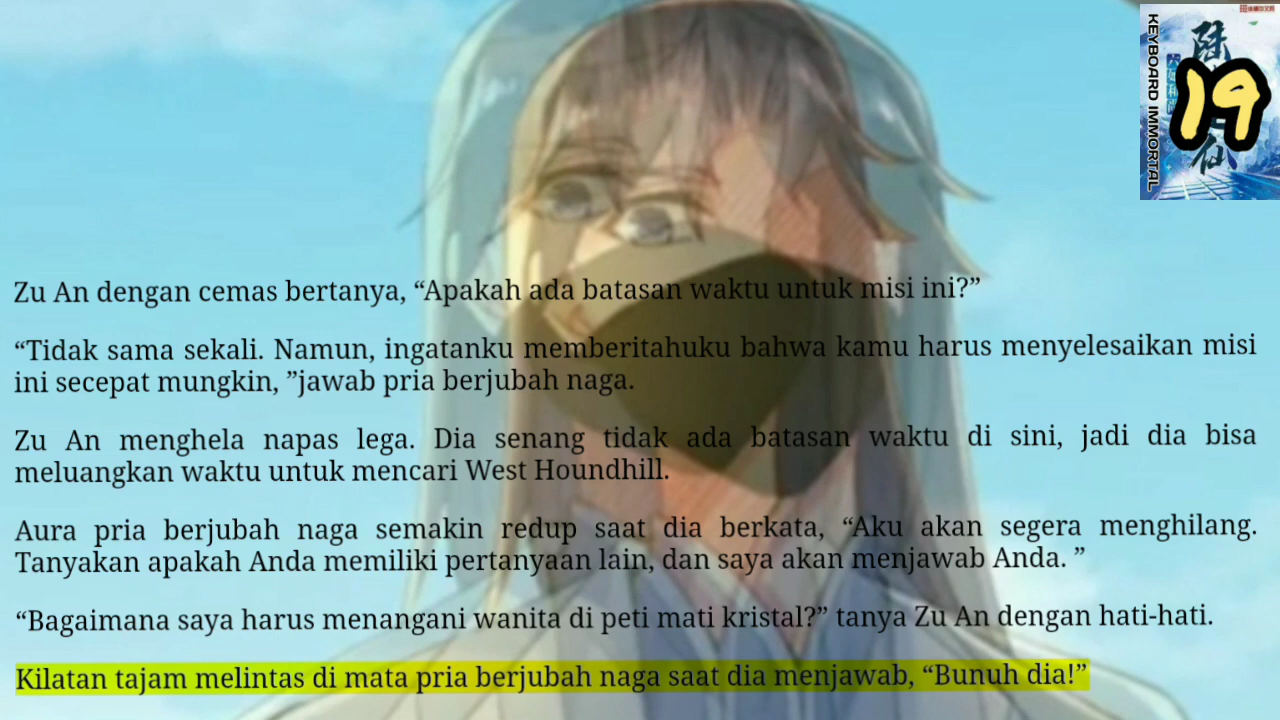 Zu An dengan cemas bertanya, “Apakah ada batasan waktu untuk misi ini?”
“Tidak sama sekali. Namun, ingatanku memberitahuku bahwa kamu harus menyelesaikan misi
ini secepat mungkin, ”jawab pria berjubah naga.
Zu An menghela napas lega. Dia senang tidak ada batasan waktu di sini, jadi dia bisa
meluangkan waktu untuk mencari West Houndhill.
Aura pria berjubah naga semakin redup saat dia berkata, “Aku akan segera menghilang.
Tanyakan apakah Anda memiliki pertanyaan lain, dan saya akan menjawab Anda. ”
“Bagaimana saya harus menangani wanita di peti mati kristal?” tanya Zu An dengan hati-hati.
Kilatan tajam melintas di mata pria berjubah naga saat dia menjawab, “Bunuh dia!”
KEYBOARD IMMORTAL
陆
仙
19